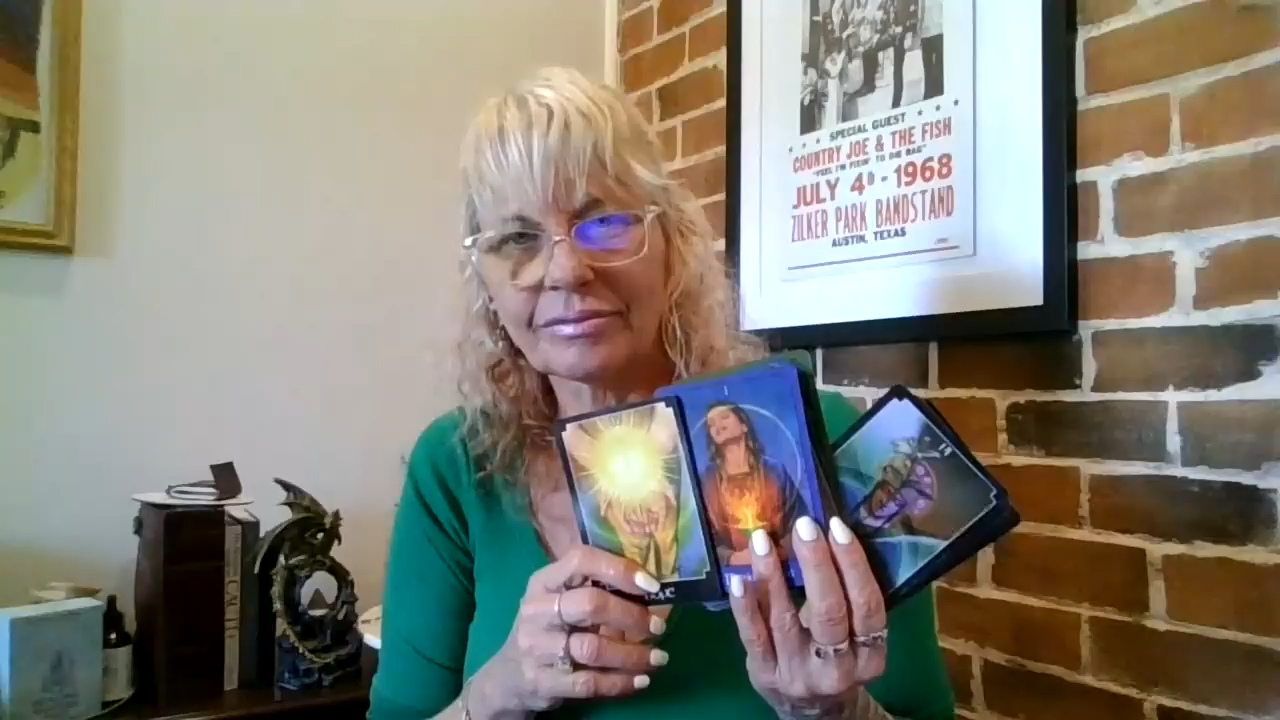 SPECIAL GUEST
COUNTRY JOE & THE FISH
"FEEL I'M FIXIN' TO DIE RAG"
JULY 4th - 1968
ZILKER PARK BANDSTAND
AUSTIN, TEXAS
I